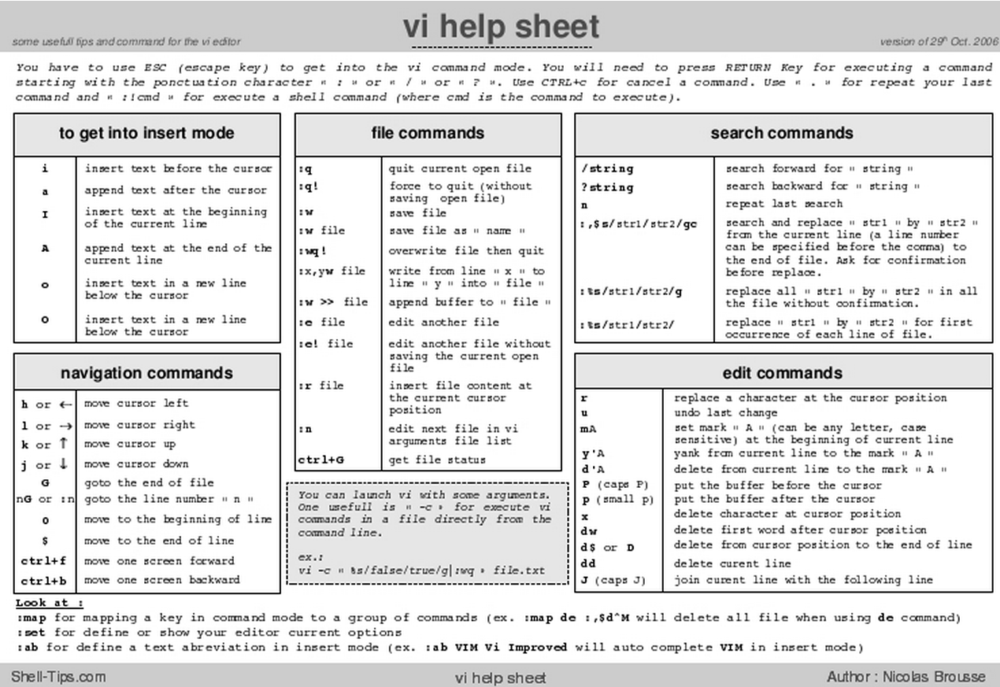 vi help sheet
some usefull tips and command for the vi editor
version of 29th Oct. 2006
You have to use ESC (escape key) to get into the vi command mode. You will need to press RETURN Key for executing a command
starting with the ponctuation character « : » or « / » or « ? ». Use CTRL+c for cancel a command. Use « . » for repeat your last
command and « :!cmd » for execute a shell command (where cmd is the command to execute).
to get into insert mode
i insert text before the cursor
a append text after the cursor
I insert text at the beginning
of the current line
A append text at the end of the
current line
o insert text in a new line
below the cursor
O insert text in a new line
below the cursor
file commands
:q quit current open file
:q! force to quit (without
saving open file)
:w save file
:w file save file as « name »
:wq! overwrite file then quit
:x,yw file write from line « x » to
line « y » into « file »
:w >> file append buffer to « file »
:e file edit another file
:e! file edit another file without
saving the current open
file
:r file insert file content at
the current cursor
position
:n edit next file in vi
arguments file list
ctrl+G get file status
search commands
/string search forward for « string »
?string search backward for « string »
n repeat last search
:,$s/str1/str2/gc search and replace « str1 » by « str2 »
from the current line (a line number
can be specified before the comma) to
the end of file. Ask for confirmation
before replace.
:%s/str1/str2/g replace all « str1 » by « str2 » in all
the file without confirmation.
:%s/str1/str2/ replace « str1 » by « str2 » for first
occurrence of each line of file.
navigation commands
h or ← move cursor left
l or → move cursor right
k or ↑ move cursor up
j or ↓ move cursor down
G goto the end of file
nG or :n goto the line number « n »
0 move to the beginning of line
$ move to the end of line
ctrl+f move one screen forward
ctrl+b move one screen backward
You can launch vi with some arguments.
One usefull is « -c » for execute vi
commands in a file directly from the
command line.
ex.:
vi -c « %s/false/true/g|:wq » file.txt
edit commands
r replace a character at the cursor position
u undo last change
mA set mark « A » (can be any letter, case
sensitive) at the beginning of current line
y'A yank from current line to the mark « A »
d'A delete from current line to the mark « A »
P (caps P) put the buffer before the cursor
p (small p) put the buffer after the cursor
x delete character at cursor position
dw delete first word after cursor position
d$ or D delete from cursor position to the end of line
dd delete curent line
J (caps J) join curent line with the following line
Look at :
:map for mapping a key in command mode to a group of commands (ex. :map de :,$d^M will delete all file when using de command)
:set for define or show your editor current options
:ab for define a text abreviation in insert mode (ex. :ab VIM Vi Improved will auto complete VIM in insert mode)
Shell-Tips.com
vi help sheet
Author : Nicolas Brousse